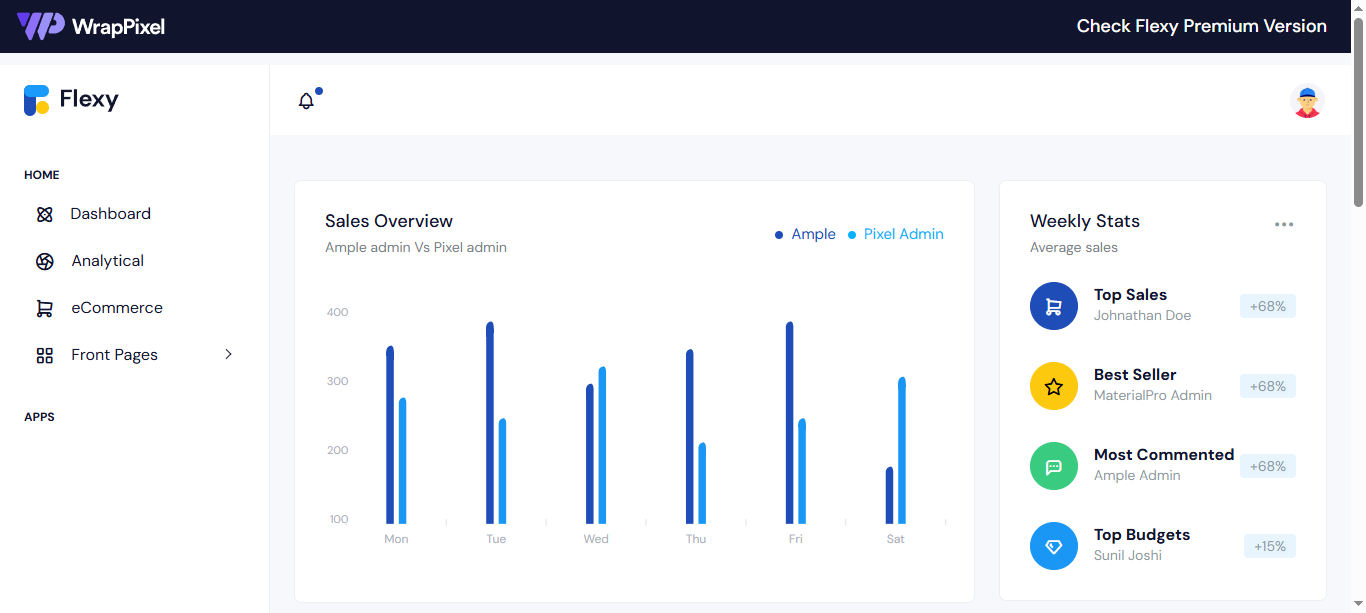 WrapPixel
Check Flexy Premium Version
Flexy
HOME
Dashboard
Analytical
eCommerce
Front Pages
APPS
Sales Overview
Ample admin Vs Pixel admin
Ample
Pixel Admin
400
300
200
100
Mon Tue Wed Thu Fri Sat
Weekly Stats
Average sales
Top Sales
Johnathan Doe
+68%
Best Seller
MaterialPro Admin
+68%
Most Commented
Ample Admin
+68%
Top Budgets
Sunil Joshi
+15%